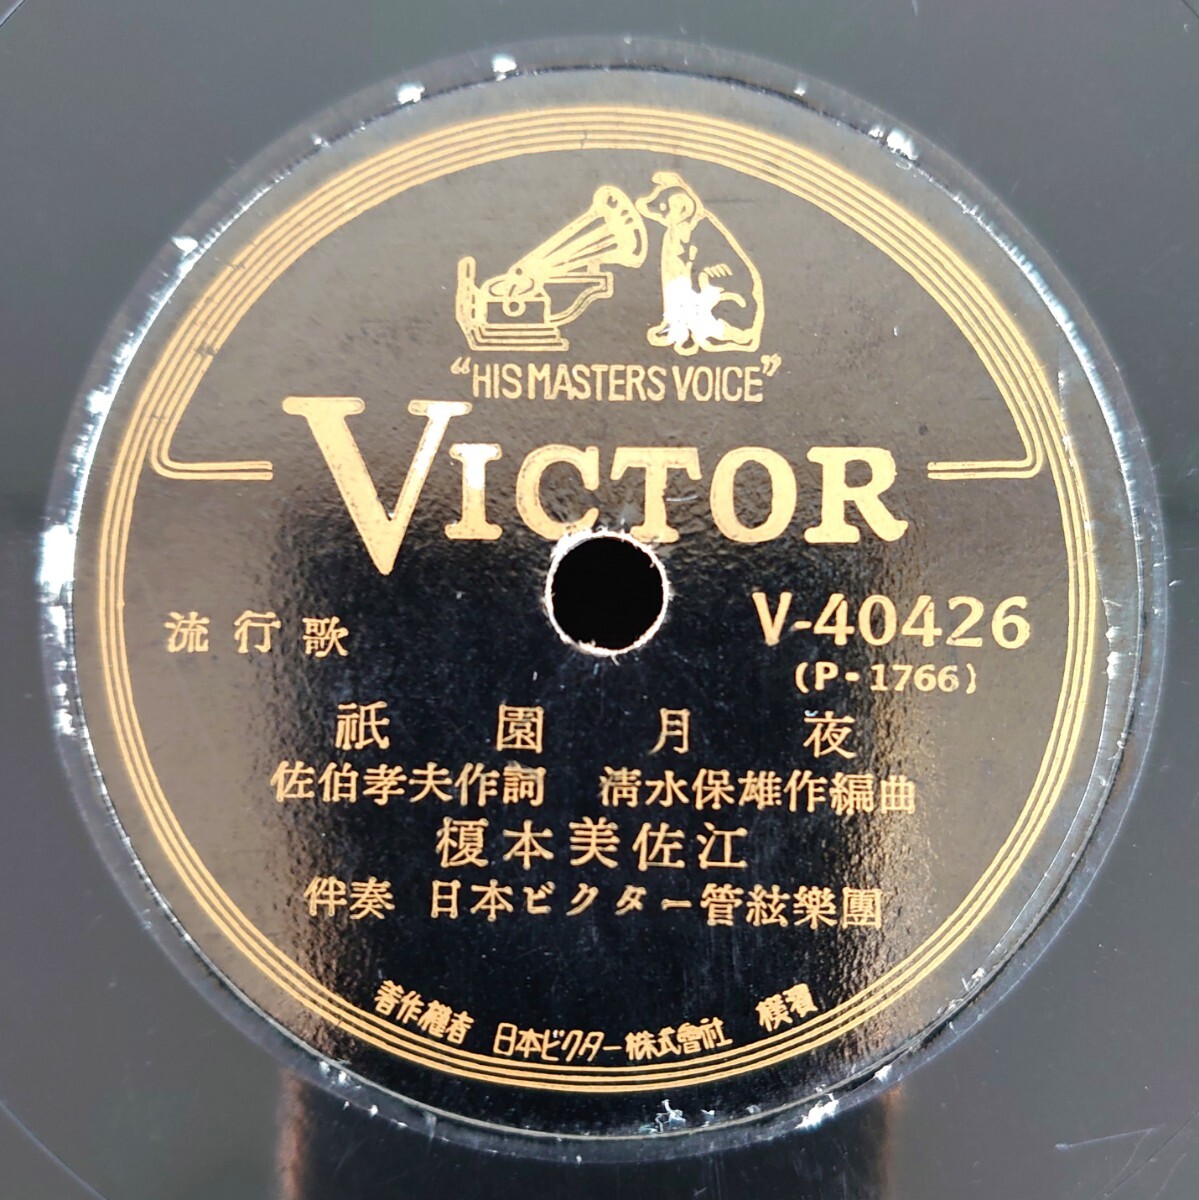 “HIS MASTERS VOICE”
VICTOR
流行歌
V-40426
(P-1766)
祇園月夜
佐伯孝夫作詞 清水保雄作編曲
榎本美佐江
伴奏 日本ビクター管絃樂團
著作權者 日本ビクター株式會社 横濱